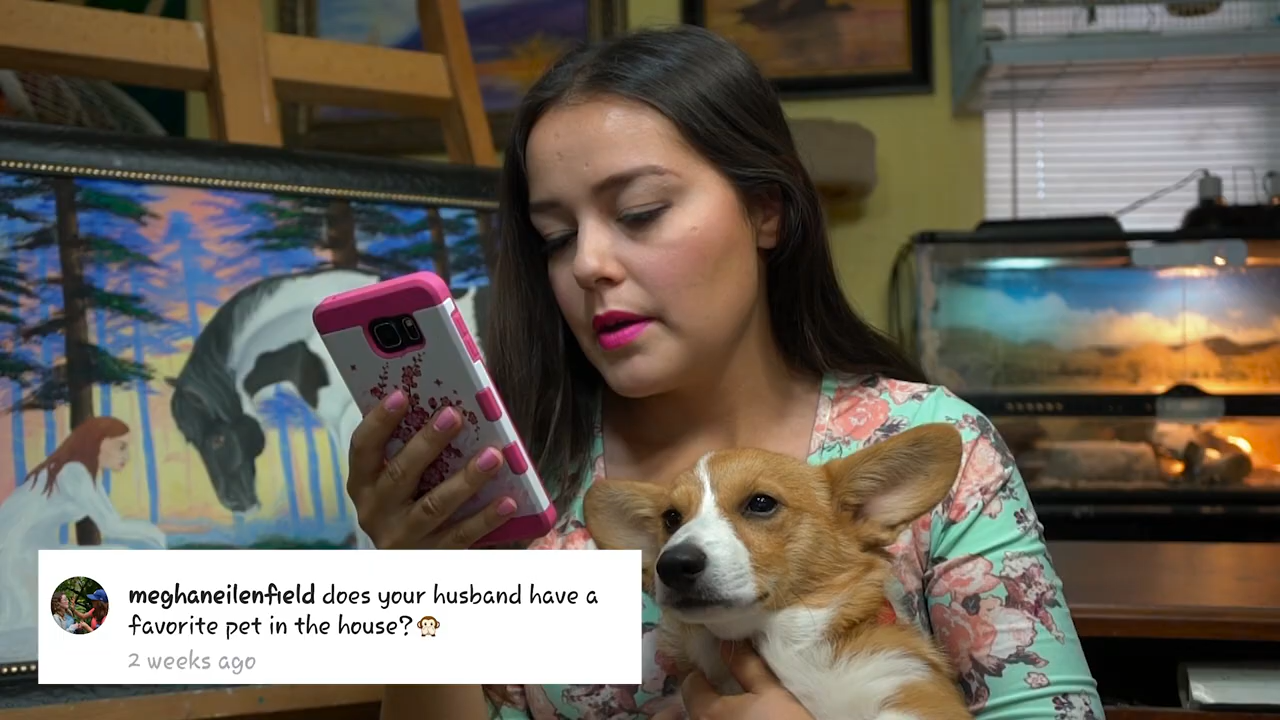 meghaneilenfield does your husband have a
favorite pet in the house?🙊
2 weeks ago